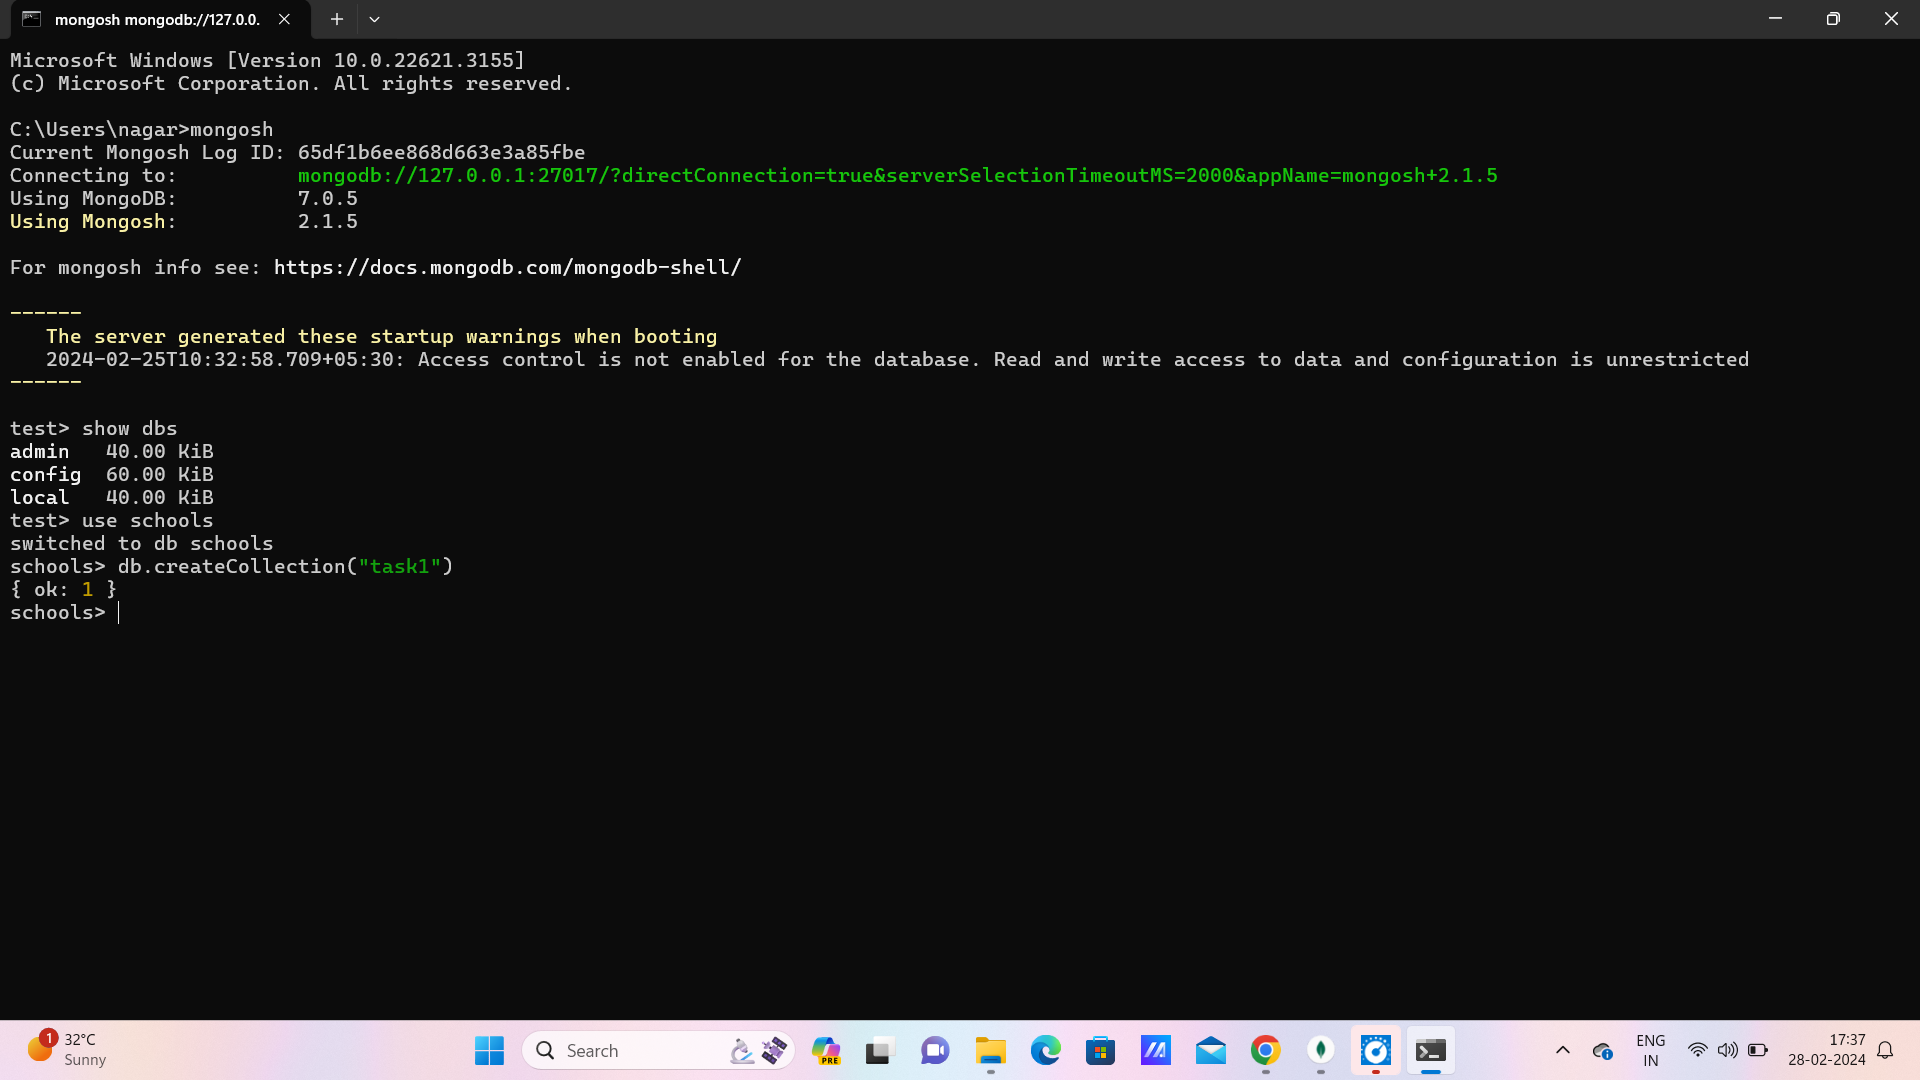 mongosh mongodb://127.0.0.
Microsoft Windows [Version 10.0.22621.3155]
(c) Microsoft Corporation. All rights reserved.
C:\Users\nagar>mongosh
Current Mongosh Log ID: 65df1b6ee868d663e3a85fbe
Connecting to: mongodb://127.0.0.1:27017/?directConnection=true&serverSelectionTimeoutMS=2000&appName=mongosh+2.1.5
Using MongoDB: 7.0.5
Using Mongosh: 2.1.5
For mongosh info see: https://docs.mongodb.com/mongodb-shell/
------
The server generated these startup warnings when booting
2024-02-25T10:32:58.709+05:30: Access control is not enabled for the database. Read and write access to data and configuration is unrestricted
------
test> show dbs
admin 40.00 KiB
config 60.00 KiB
local 40.00 KiB
test> use schools
switched to db schools
schools> db.createCollection("task1")
{ ok: 1 }
schools>
1
32°C
Sunny
Search
PRE
ENG
IN
17:37
28-02-2024